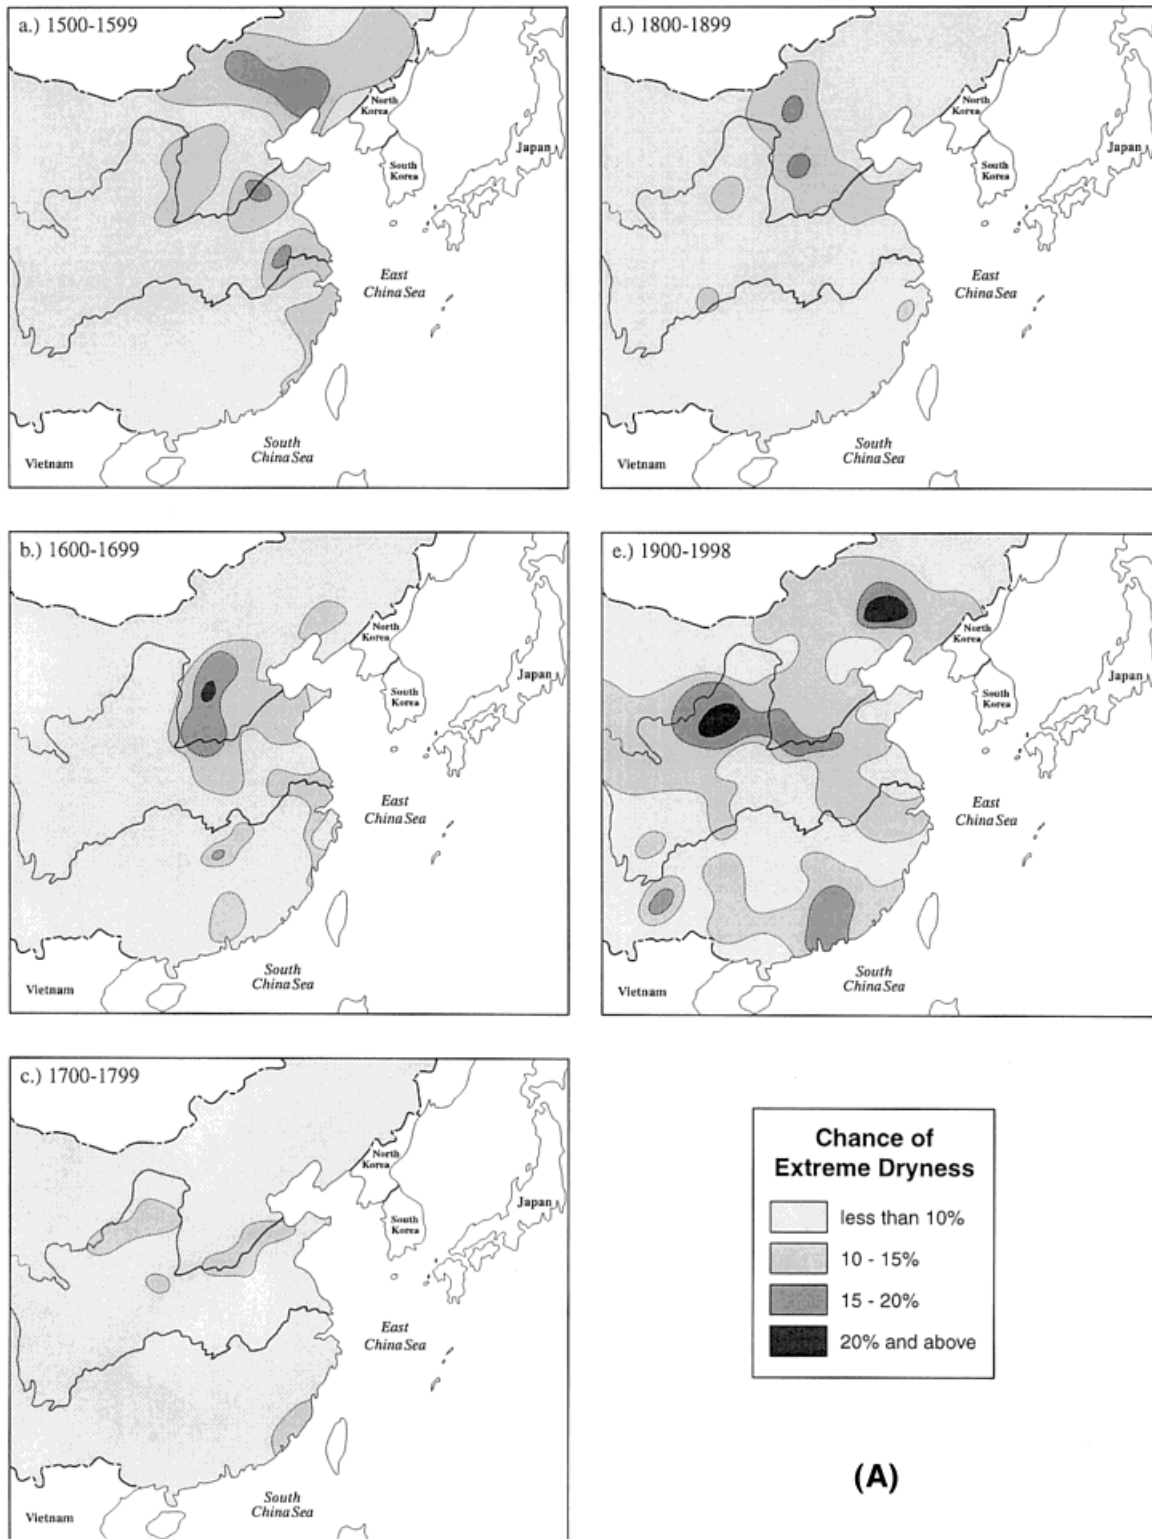 a.) 1500-1599
North
Korea
South
Korea
Japan
East
China Sea
South
China Sea
Vietnam
d.) 1800-1899
North
Korea
South
Korea
Japan
East
China Sea
South
China Sea
Vietnam
b.) 1600-1699
North
Korea
South
Korea
Japan
East
China Sea
South
China Sea
Vietnam
e.) 1900-1998
North
Korea
South
Korea
Japan
East
China Sea
South
China Sea
Vietnam
c.) 1700-1799
North
Korea
South
Korea
Japan
East
China Sea
South
China Sea
Vietnam
Chance of
Extreme Dryness
less than 10%
10 - 15%
15 - 20%
20% and above
(A)